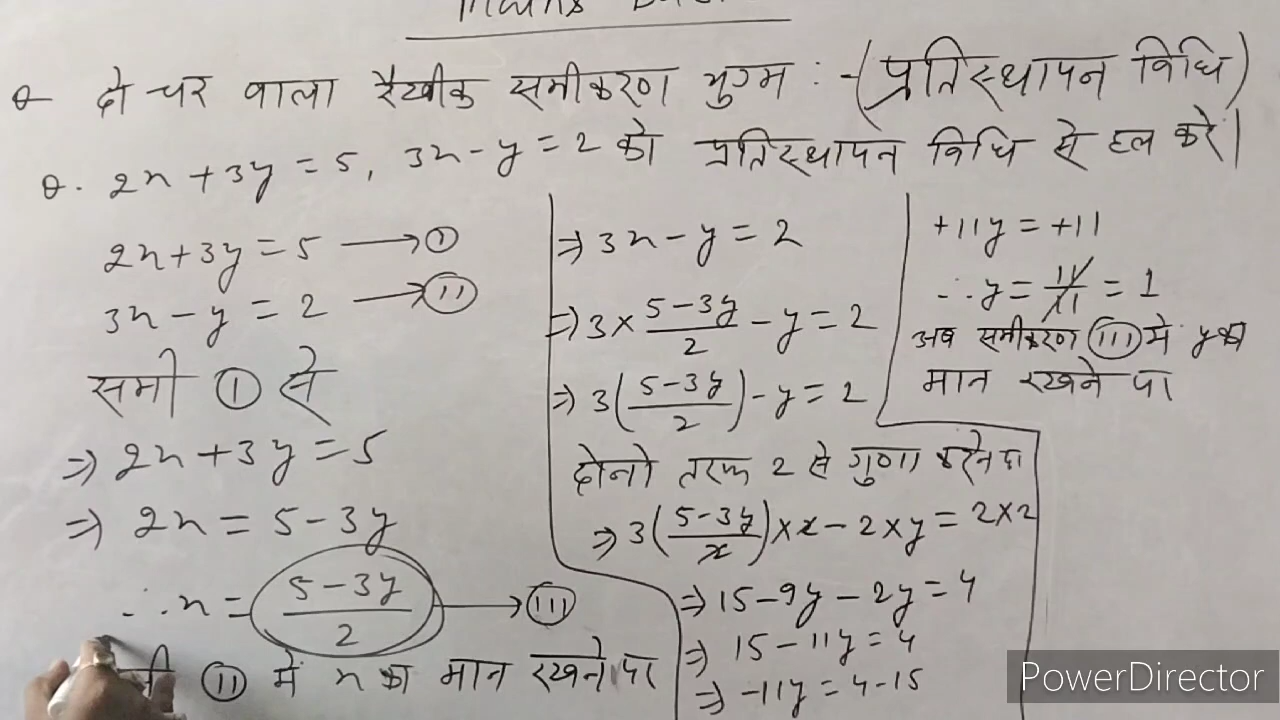 Q दो चर वाला रैखीक समीकरण युग्म :- (प्रतिस्थापन विधि)
Q. 2x + 3y = 5, 3x - y = 2 को प्रतिस्थापन विधि से हल करे।
2x + 3y = 5 → (I)
3x - y = 2 → (II)
समी (I) से
⇒ 2x + 3y = 5
⇒ 2x = 5 - 3y
∴ x = (5 - 3y)/2 → (III)
(II) में x का मान रखने पर
⇒ 3x - y = 2
⇒ 3 × (5 - 3y)/2 - y = 2
⇒ 3((5 - 3y)/2) - y = 2
दोनो तरफ 2 से गुणा करने पर
⇒ 3((5 - 3y)/2) × 2 - 2 × y = 2 × 2
⇒ 15 - 9y - 2y = 4
⇒ 15 - 11y = 4
⇒ -11y = 4 - 15
+11y = +11
∴ y = 11/11 = 1
अब समीकरण (III) में y का
मान रखने पर
PowerDirector